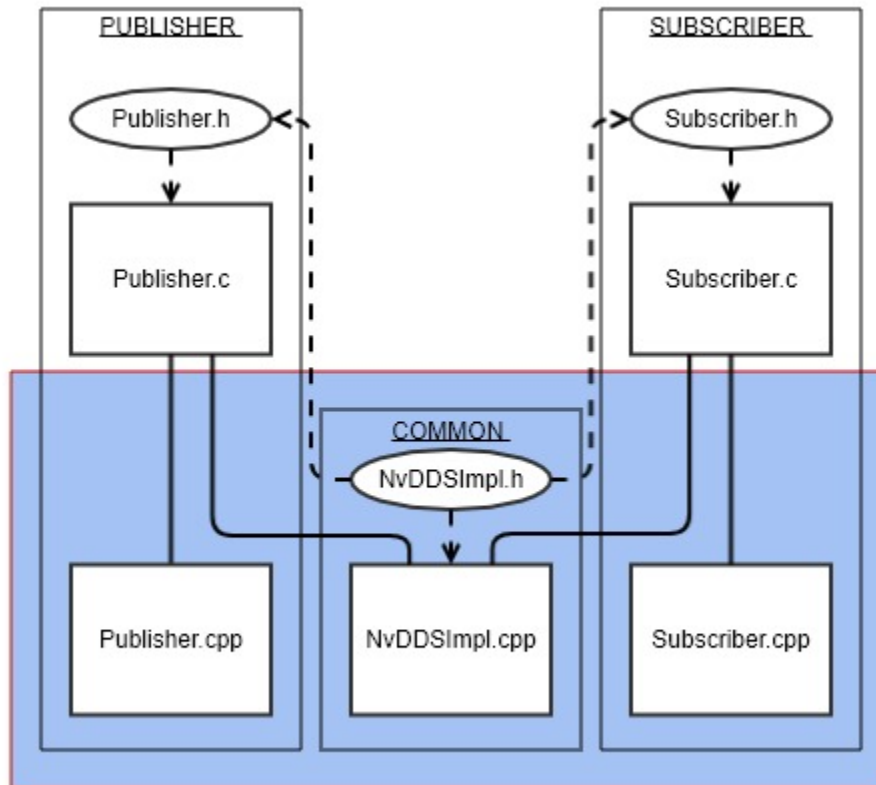 PUBLISHER
SUBSCRIBER
Publisher.h
Subscriber.h
Publisher.c
Subscriber.c
COMMON
NvDDSImpl.h
Publisher.cpp
NvDDSImpl.cpp
Subscriber.cpp